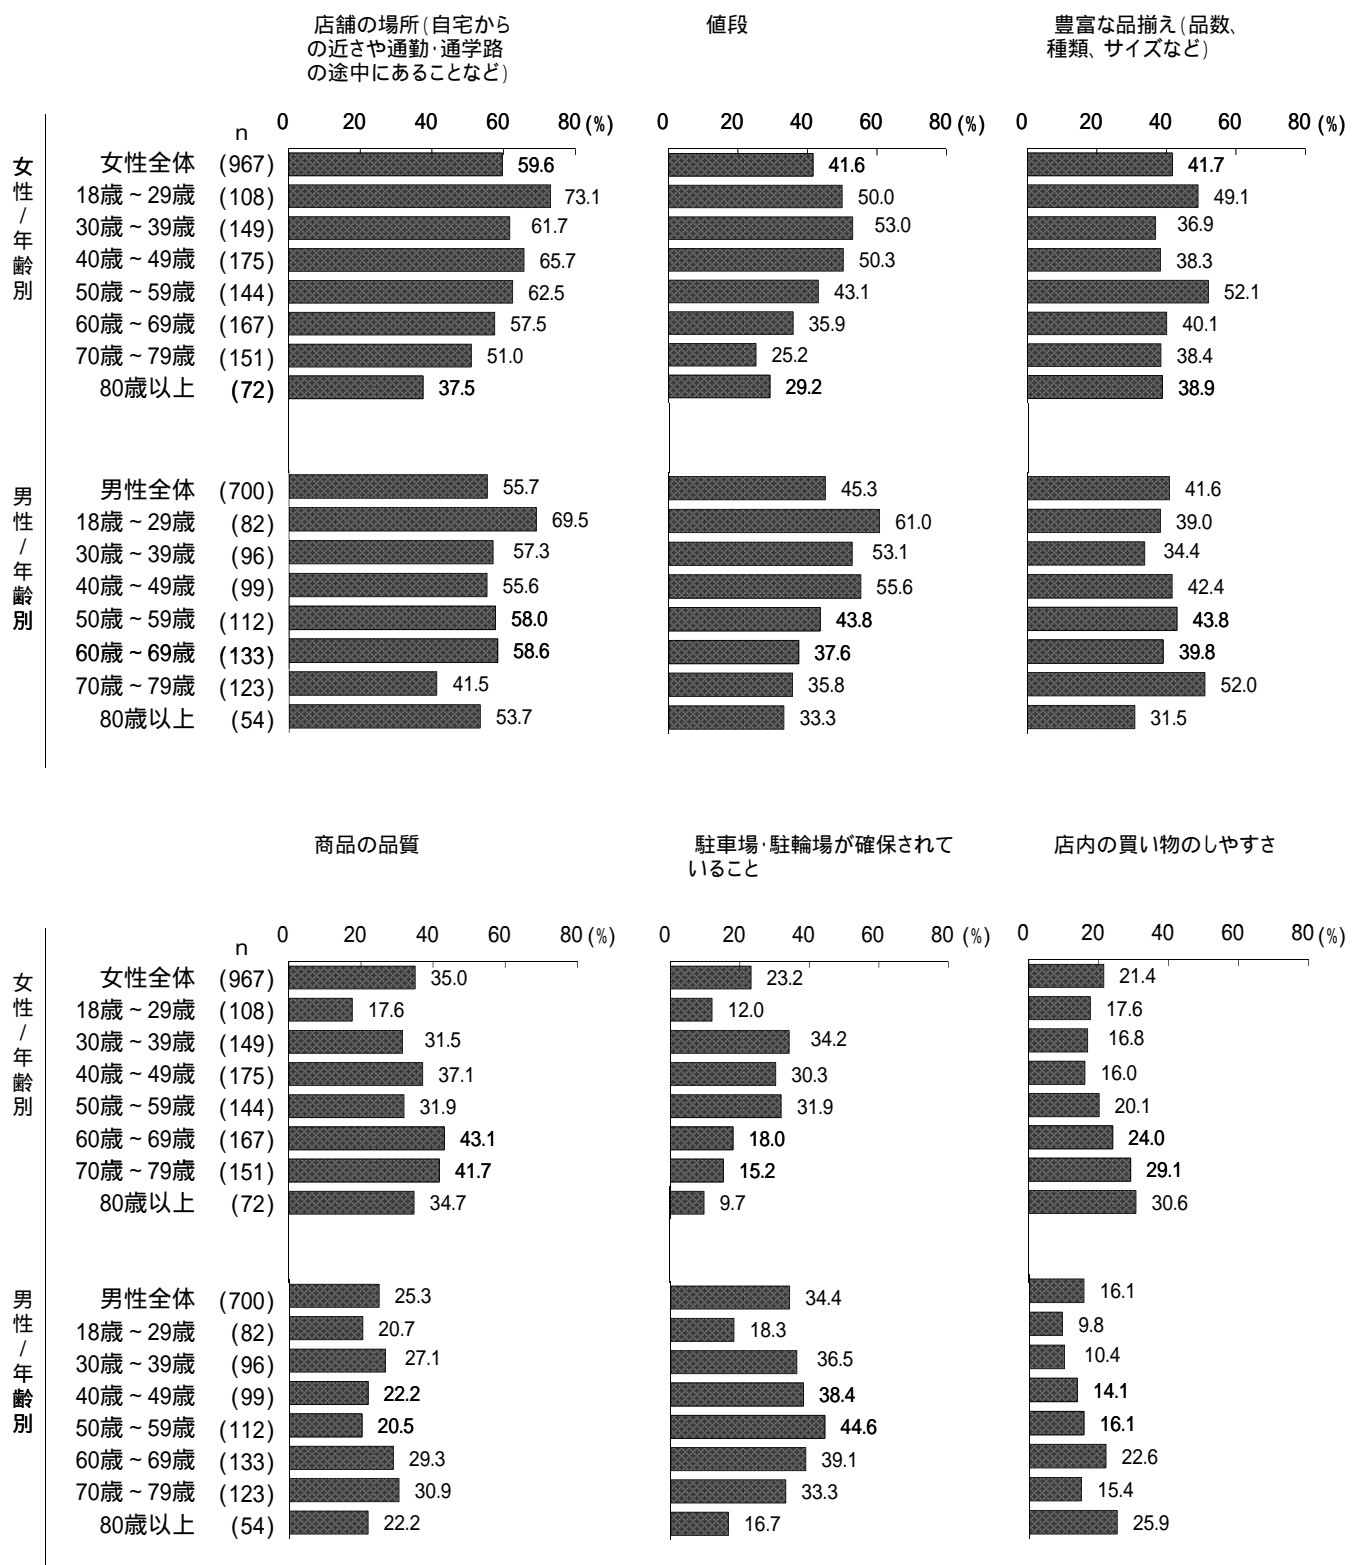 店舗の場所(自宅から
の近さや通勤・通学路
の途中にあることなど)
値段
豊富な品揃え(品数、
種類、サイズなど)
n 0 20 40 60 80 (%) 0 20 40 60 80 (%) 0 20 40 60 80 (%)
女性/年齢別
女性全体 (967) 59.6 41.6 41.7
18歳~29歳 (108) 73.1 50.0 49.1
30歳~39歳 (149) 61.7 53.0 36.9
40歳~49歳 (175) 65.7 50.3 38.3
50歳~59歳 (144) 62.5 43.1 52.1
60歳~69歳 (167) 57.5 35.9 40.1
70歳~79歳 (151) 51.0 25.2 38.4
80歳以上 (72) 37.5 29.2 38.9
男性/年齢別
男性全体 (700) 55.7 45.3 41.6
18歳~29歳 (82) 69.5 61.0 39.0
30歳~39歳 (96) 57.3 53.1 34.4
40歳~49歳 (99) 55.6 55.6 42.4
50歳~59歳 (112) 58.0 43.8 43.8
60歳~69歳 (133) 58.6 37.6 39.8
70歳~79歳 (123) 41.5 35.8 52.0
80歳以上 (54) 53.7 33.3 31.5
商品の品質
駐車場・駐輪場が確保されて
いること
店内の買い物のしやすさ
n 0 20 40 60 80 (%) 0 20 40 60 80 (%) 0 20 40 60 80 (%)
女性/年齢別
女性全体 (967) 35.0 23.2 21.4
18歳~29歳 (108) 17.6 12.0 17.6
30歳~39歳 (149) 31.5 34.2 16.8
40歳~49歳 (175) 37.1 30.3 16.0
50歳~59歳 (144) 31.9 31.9 20.1
60歳~69歳 (167) 43.1 18.0 24.0
70歳~79歳 (151) 41.7 15.2 29.1
80歳以上 (72) 34.7 9.7 30.6
男性/年齢別
男性全体 (700) 25.3 34.4 16.1
18歳~29歳 (82) 20.7 18.3 9.8
30歳~39歳 (96) 27.1 36.5 10.4
40歳~49歳 (99) 22.2 38.4 14.1
50歳~59歳 (112) 20.5 44.6 16.1
60歳~69歳 (133) 29.3 39.1 22.6
70歳~79歳 (123) 30.9 33.3 15.4
80歳以上 (54) 22.2 16.7 25.9